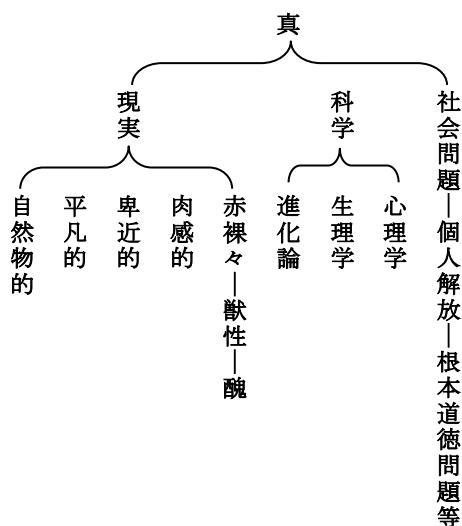 真
社会問題―個人解放―根本道徳問題等
科学
心理学
生理学
進化論
現実
赤裸々―獣性―醜
肉感的
卑近的
平凡的
自然物的